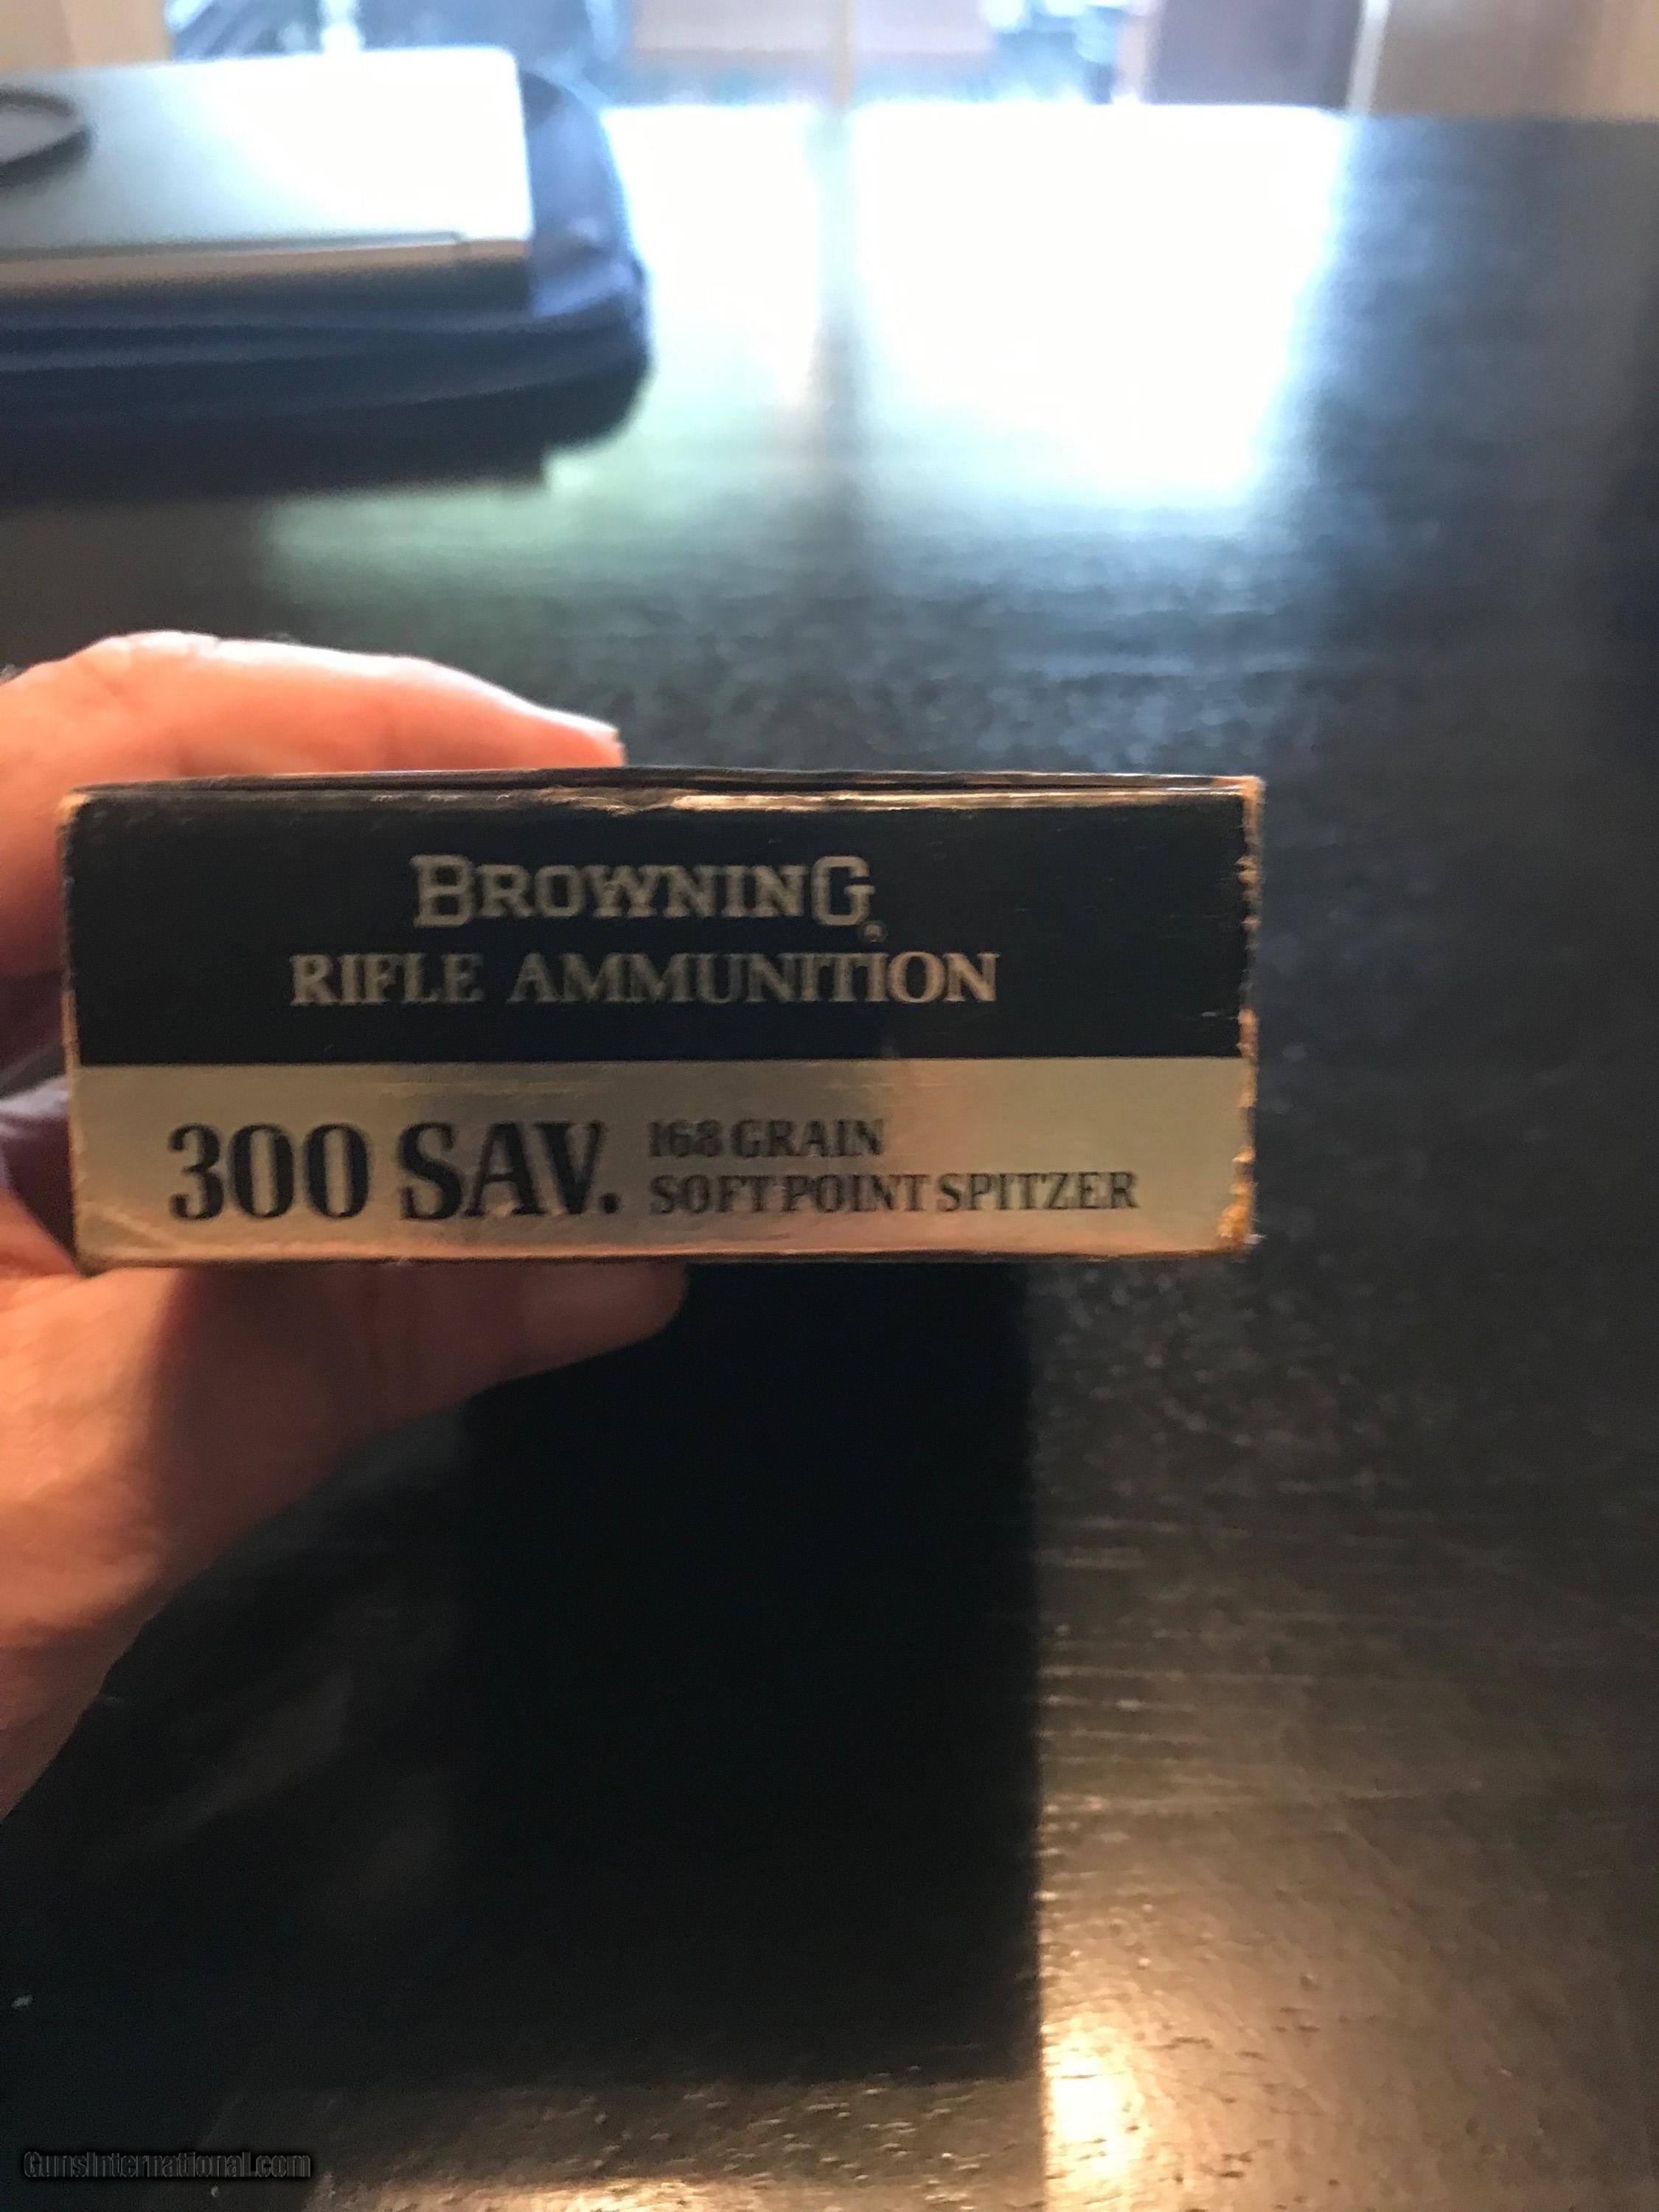 BROWNING®
RIFLE AMMUNITION
300 SAV. 168 GRAIN
SOFT POINT SPITZER
GunsInternational.com